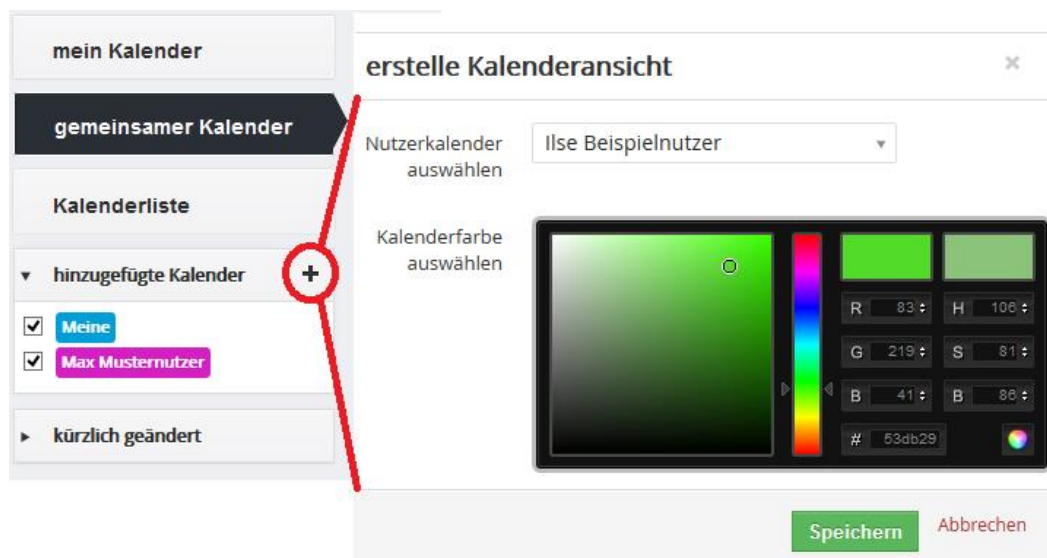 mein Kalender
gemeinsamer Kalender
Kalenderliste
hinzugefügte Kalender +
Meine
Max Musternutzer
kürzlich geändert
erstelle Kalenderansicht ×
Nutzerkalender
auswählen
Ilse Beispielnutzer
Kalenderfarbe
auswählen
R 83 H 106
G 219 S 81
B 41 B 86
# 53db29
Speichern Abbrechen